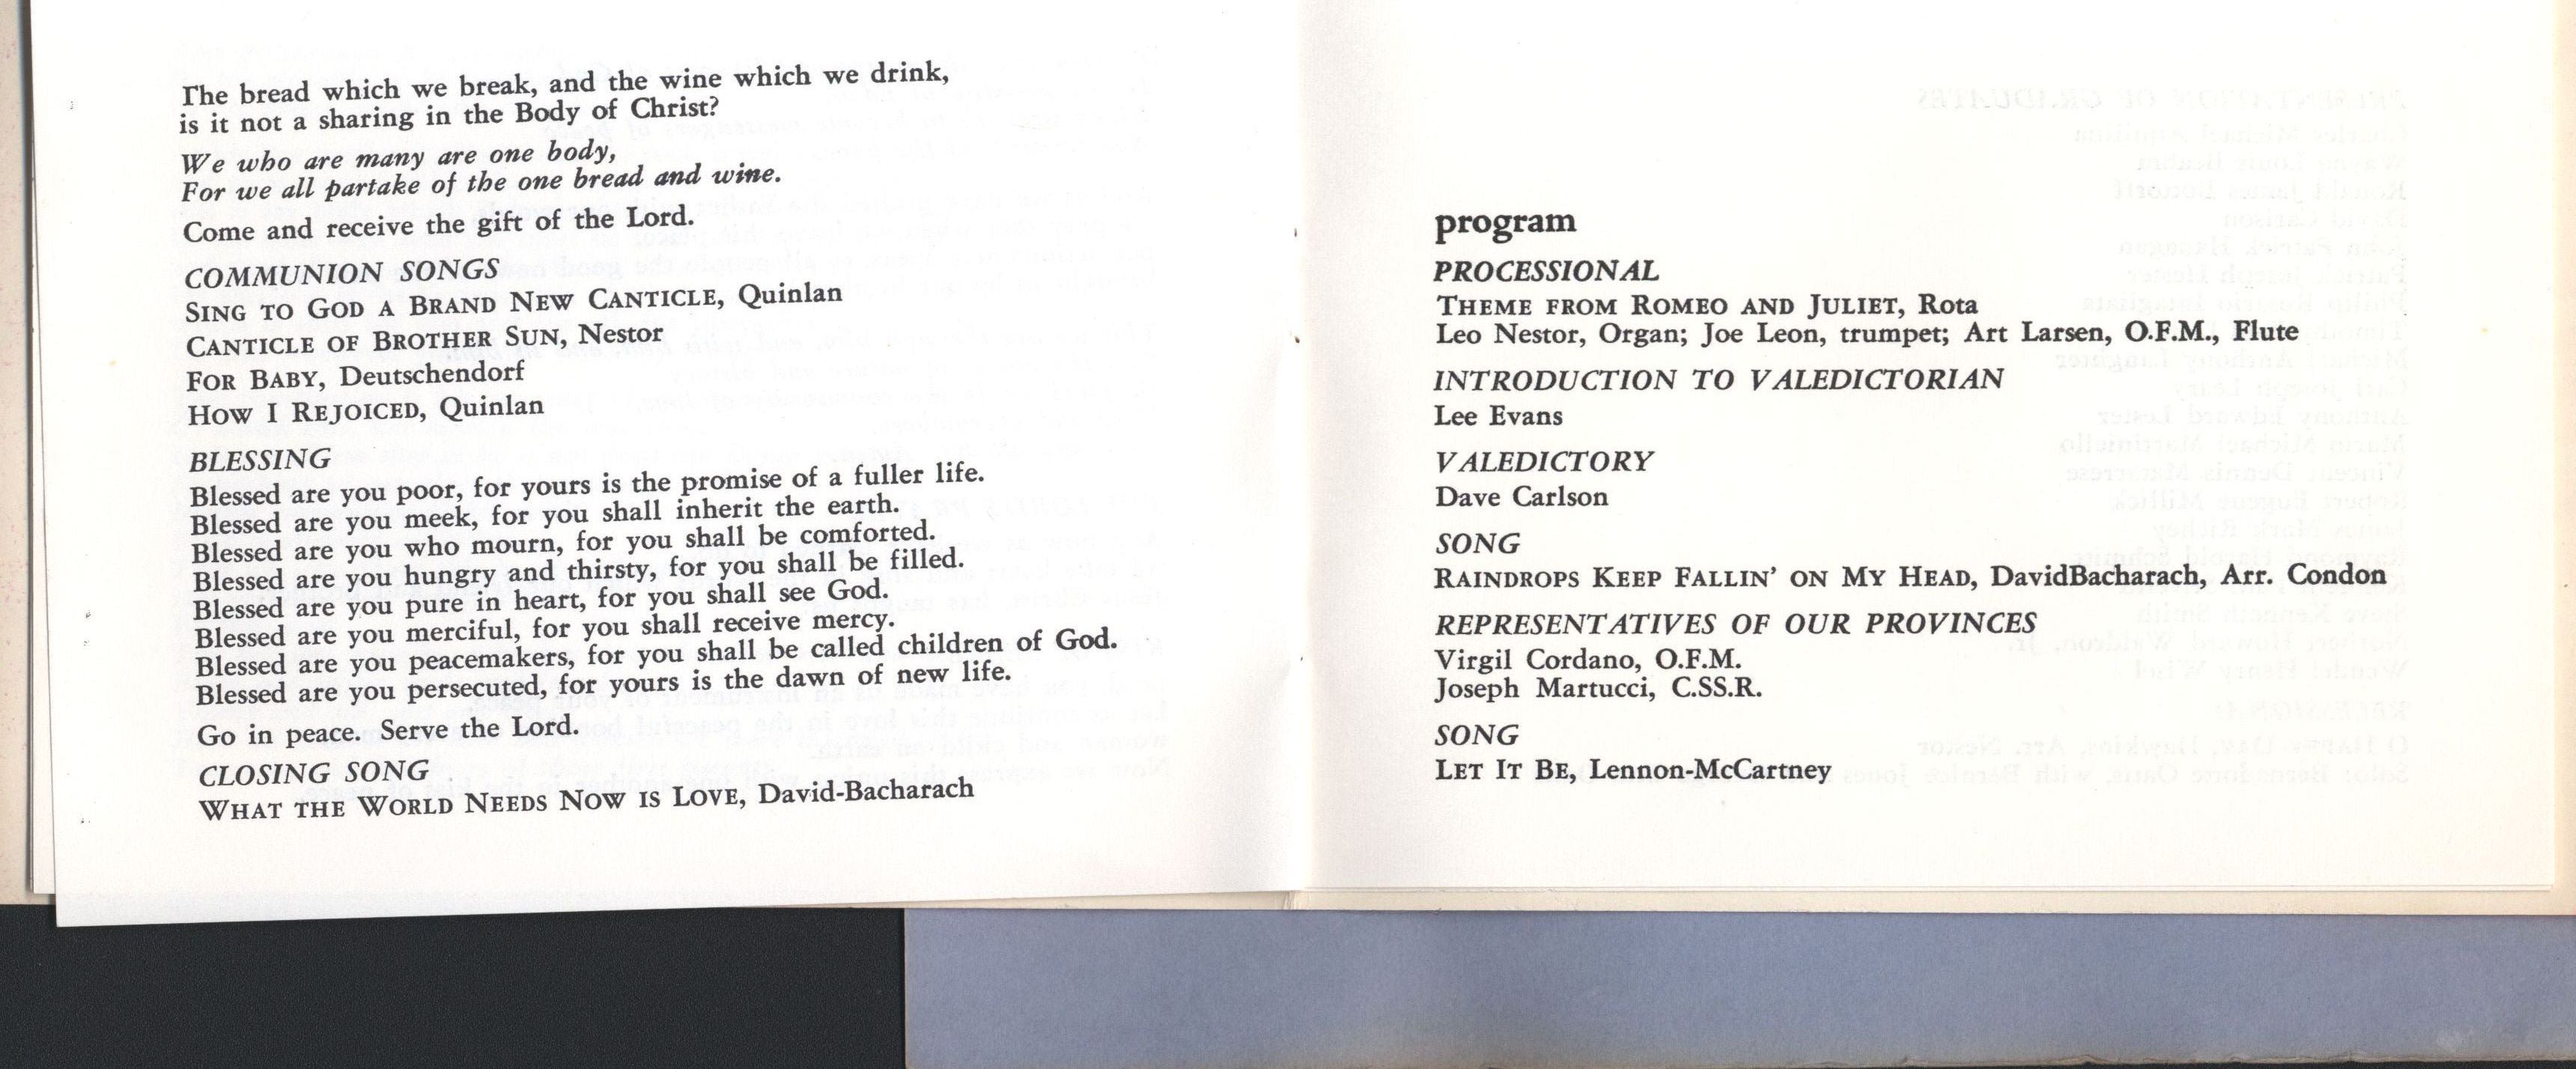 The bread which we break, and the wine which we drink,
is it not a sharing in the Body of Christ?
We who are many are one body,
For we all partake of the one bread and wine.
Come and receive the gift of the Lord.
COMMUNION SONGS
SING TO GOD A BRAND NEW CANTICLE, Quinlan
CANTICLE OF BROTHER SUN, Nestor
FOR BABY, Deutschendorf
HOW I REJOICED, Quinlan
BLESSING
Blessed are you poor, for yours is the promise of a fuller life.
Blessed are you meek, for you shall inherit the earth.
Blessed are you who mourn, for you shall be comforted.
Blessed are you hungry and thirsty, for you shall be filled.
Blessed are you pure in heart, for you shall see God.
Blessed are you merciful, for you shall receive mercy.
Blessed are you peacemakers, for you shall be called children of God.
Blessed are you persecuted, for yours is the dawn of new life.
Go in peace. Serve the Lord.
CLOSING SONG
WHAT THE WORLD NEEDS NOW IS LOVE, David-Bacharach
program
PROCESSIONAL
THEME FROM ROMEO AND JULIET, Rota
Leo Nestor, Organ; Joe Leon, trumpet; Art Larsen, O.F.M., Flute
INTRODUCTION TO VALEDICTORIAN
Lee Evans
VALEDICTORY
Dave Carlson
SONG
RAINDROPS KEEP FALLIN' ON MY HEAD, DavidBacharach, Arr. Condon
REPRESENTATIVES OF OUR PROVINCES
Virgil Cordano, O.F.M.
Joseph Martucci, C.SS.R.
SONG
LET IT BE, Lennon-McCartney